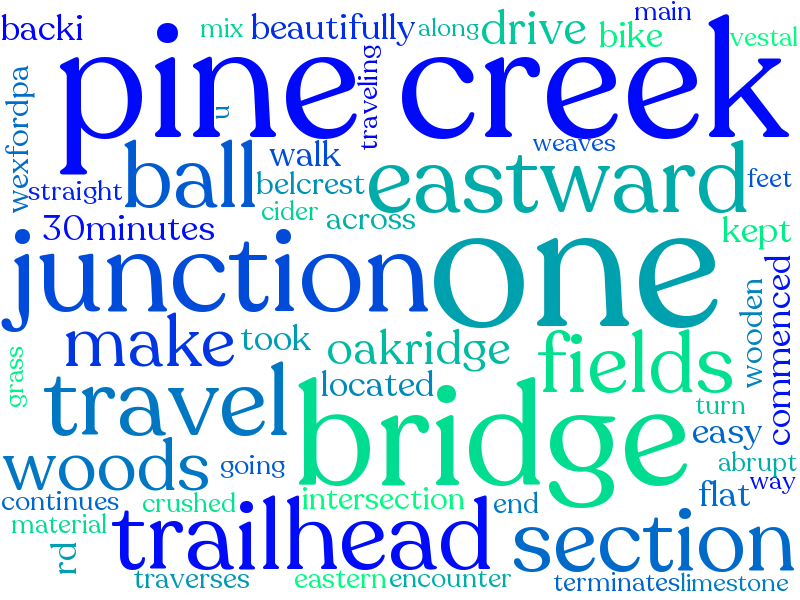 main
backi
mix
beautifully
along
drive
bike
vestal
pine creek
traveling
wexfordpa
u
weaves
ball
walk
eastward
feet
straight
belcrest
cider
across
30minutes
kept
junction
one
commenced
wooden
make
took
oakridge
fields
grass
located
travel
bridge
turn
easy
woods
going
abrupt
way
continues
crushed
intersection
end
flat
material
trailhead
section
rd
traverses
eastern
encounter
terminates
limestone